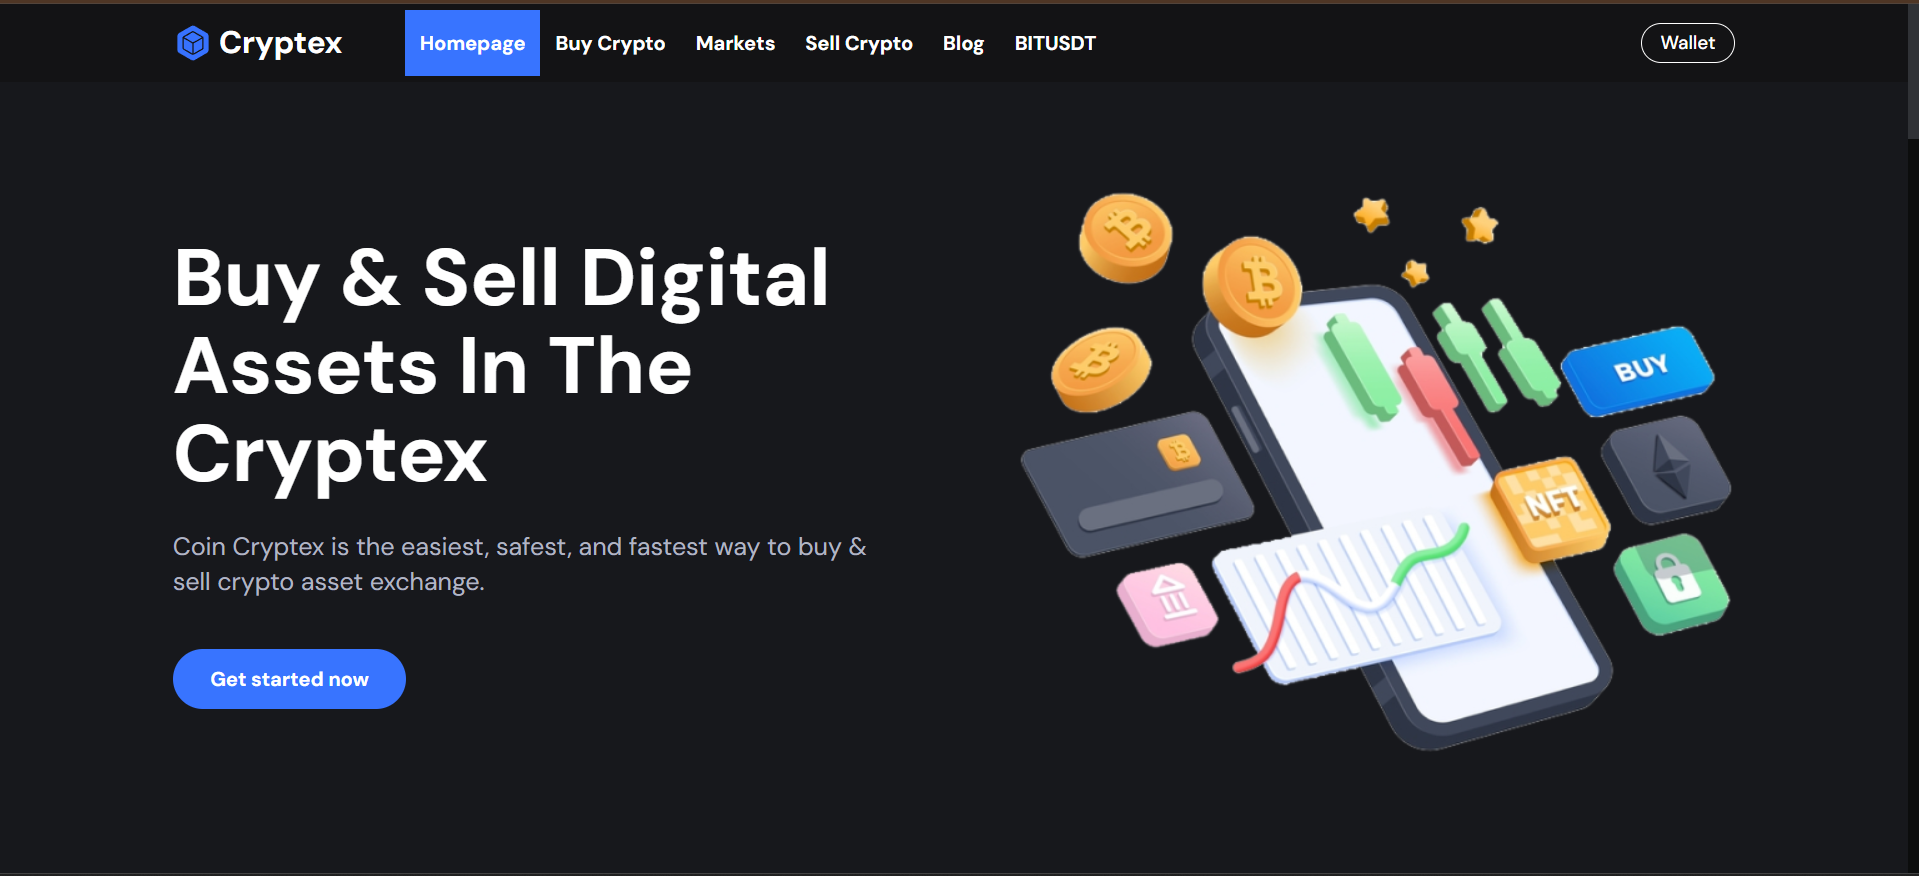 Cryptex
Homepage
Buy Crypto
Markets
Sell Crypto
Blog
BITUSDT
Wallet
Buy & Sell Digital
Assets In The
Cryptex
Coin Cryptex is the easiest, safest, and fastest way to buy &
sell crypto asset exchange.
Get started now
BUY
NFT